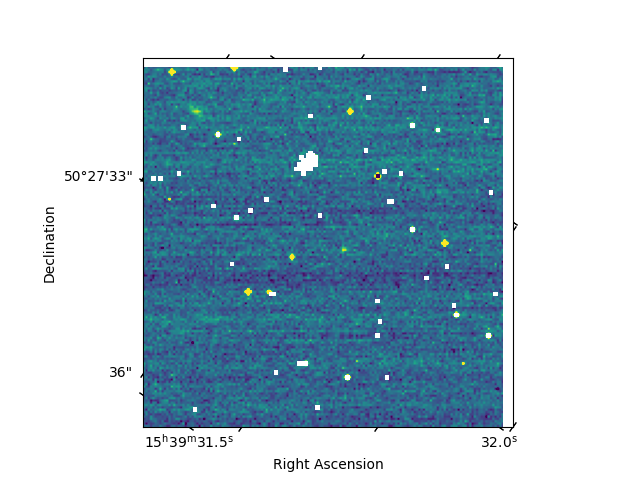 50°27'33"
Declination
36"
15ʰ39ᵐ31.5ˢ
32.0ˢ
Right Ascension